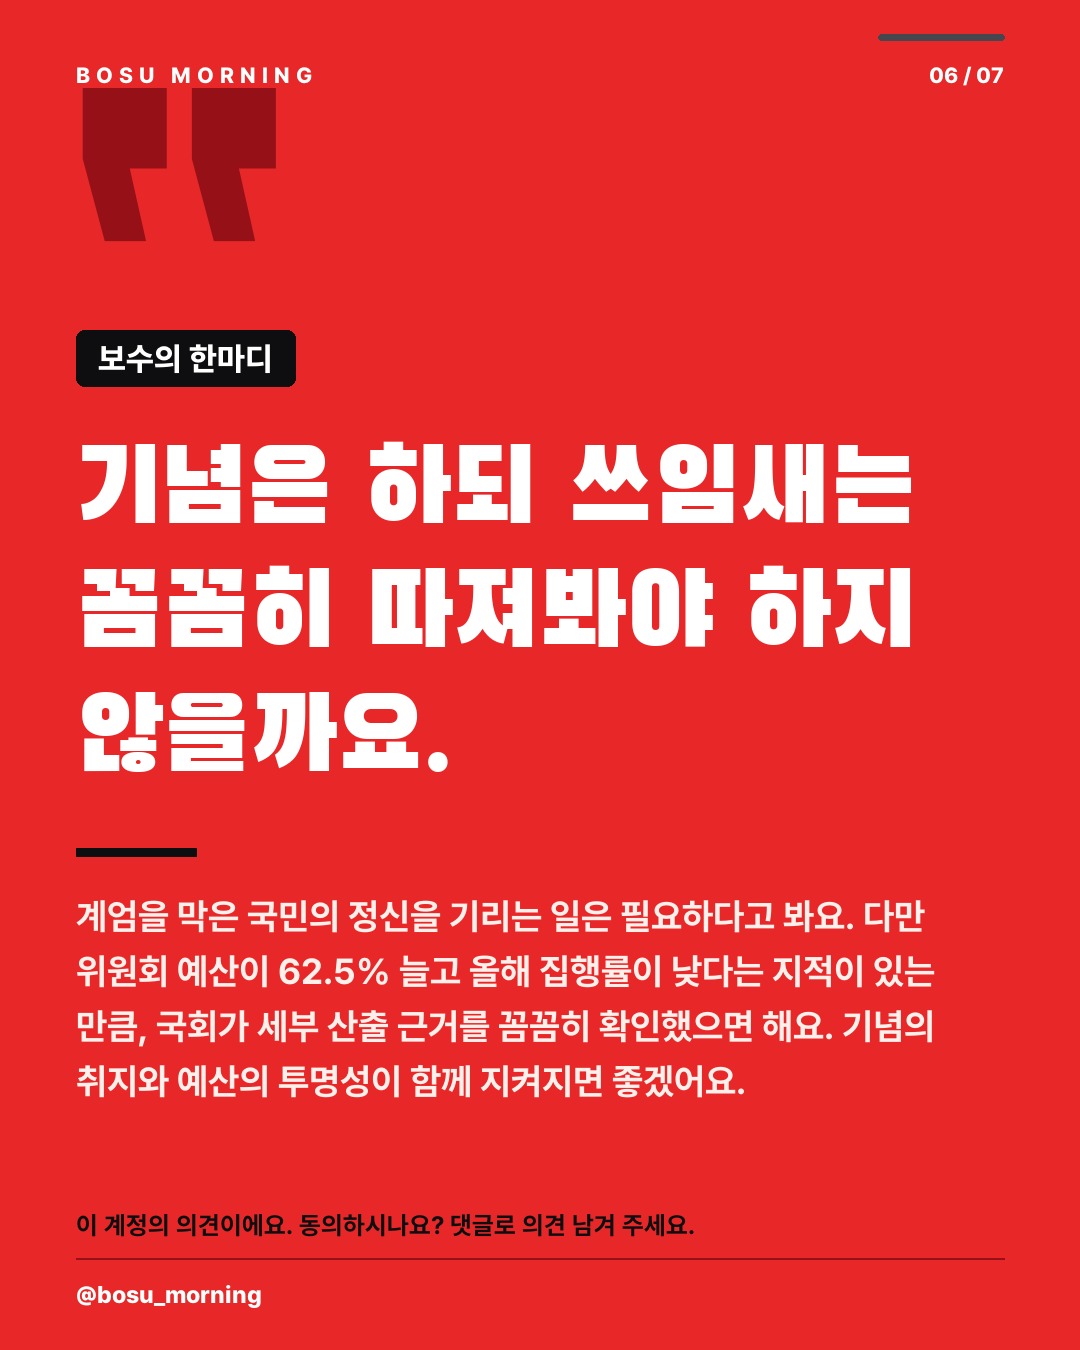 BOSU MORNING
06 / 07
보수의 한마디
기념은 하되 쓰임새는
꼼꼼히 따져봐야 하지
않을까요.
계엄을 막은 국민의 정신을 기리는 일은 필요하다고 봐요. 다만
위원회 예산이 62.5% 늘고 올해 집행률이 낮다는 지적이 있는
만큼, 국회가 세부 산출 근거를 꼼꼼히 확인했으면 해요. 기념의
취지와 예산의 투명성이 함께 지켜지면 좋겠어요.
이 계정의 의견이에요. 동의하시나요? 댓글로 의견 남겨 주세요.
@bosu_morning